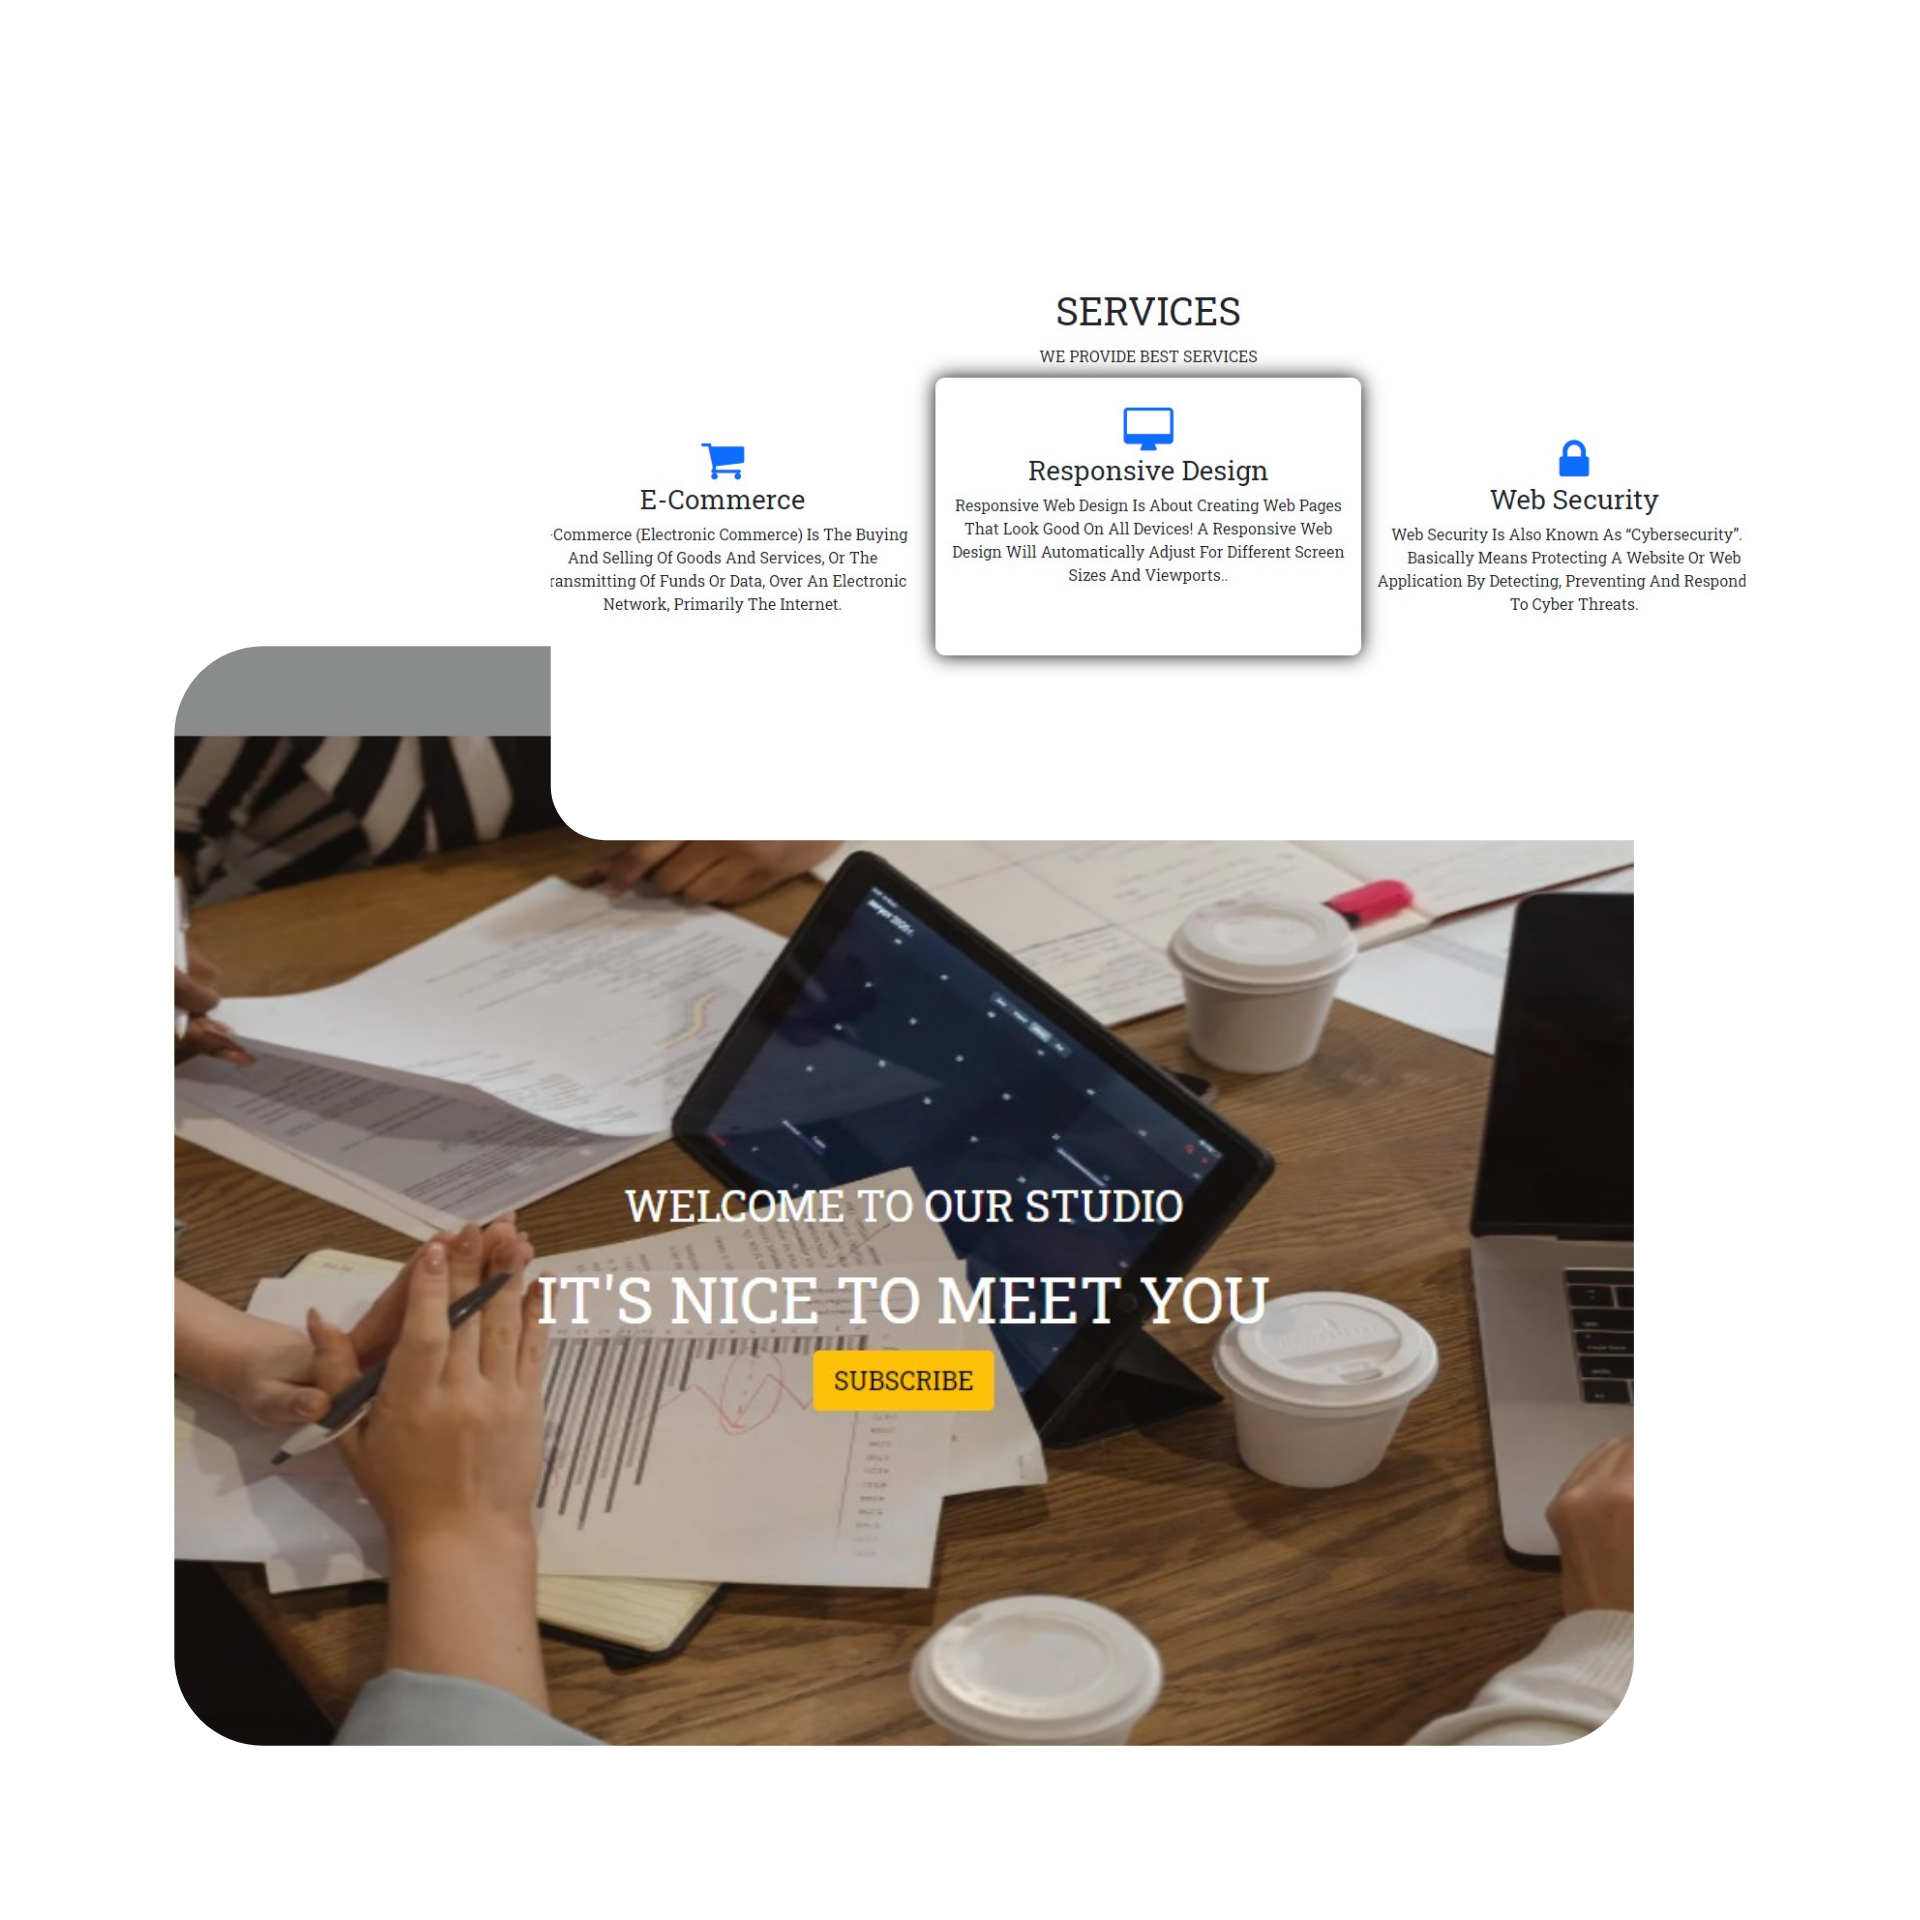 SERVICES
WE PROVIDE BEST SERVICES
E-Commerce
-Commerce (Electronic Commerce) Is The Buying
And Selling Of Goods And Services, Or The
ransmitting Of Funds Or Data, Over An Electronic
Network, Primarily The Internet.
Responsive Design
Responsive Web Design Is About Creating Web Pages
That Look Good On All Devices! A Responsive Web
Design Will Automatically Adjust For Different Screen
Sizes And Viewports..
Web Security
Web Security Is Also Known As “Cybersecurity”.
Basically Means Protecting A Website Or Web
Application By Detecting, Preventing And Respond
To Cyber Threats.
WELCOME TO OUR STUDIO
IT'S NICE TO MEET YOU
SUBSCRIBE